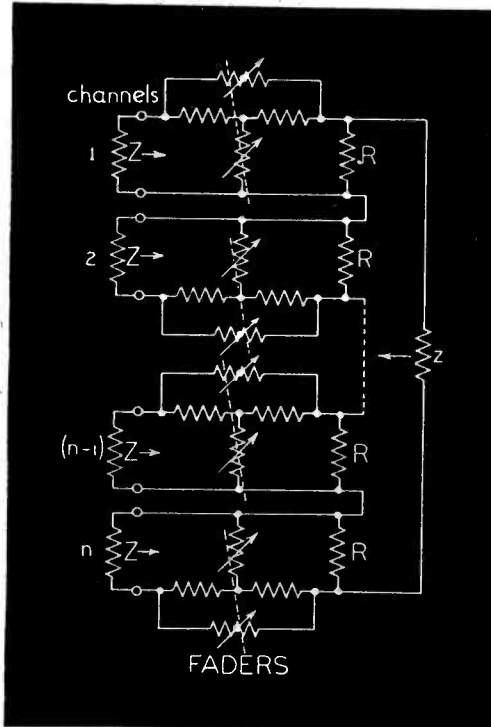 channels
1 Z→ R
2 Z→ R
←Z
(n-1) Z→ R
n Z→ R
FADERS